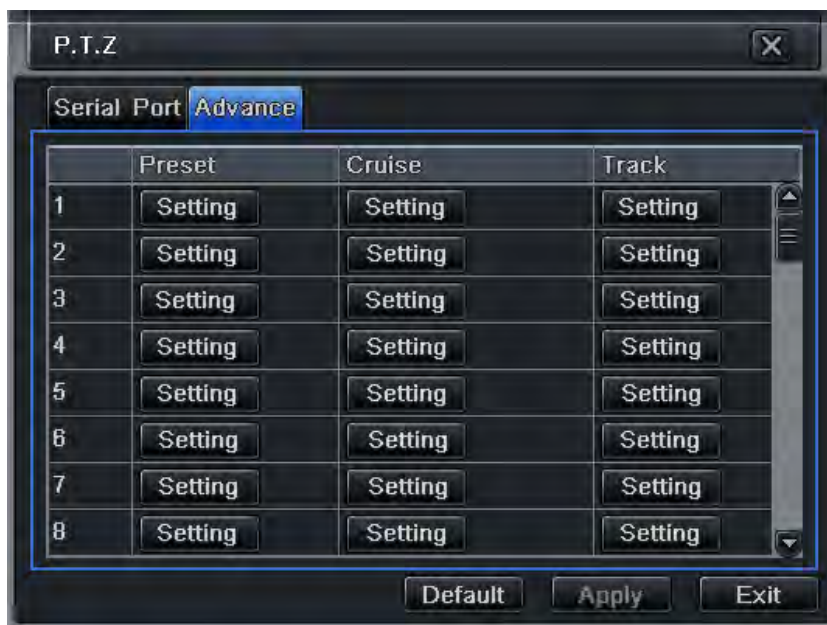 P.T.Z
Serial Port Advance
Preset Cruise Track
1 Setting Setting Setting
2 Setting Setting Setting
3 Setting Setting Setting
4 Setting Setting Setting
5 Setting Setting Setting
6 Setting Setting Setting
7 Setting Setting Setting
8 Setting Setting Setting
Default Apply Exit